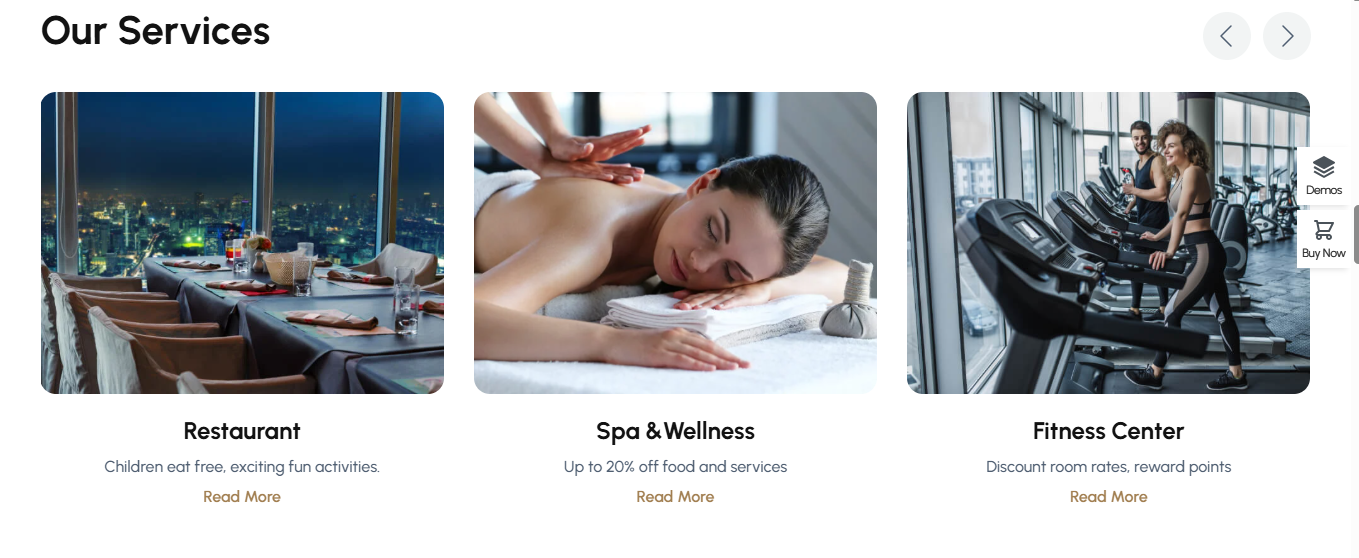 Our Services
Demos
Buy Now
Restaurant
Spa &Wellness
Fitness Center
Children eat free, exciting fun activities.
Up to 20% off food and services
Discount room rates, reward points
Read More
Read More
Read More